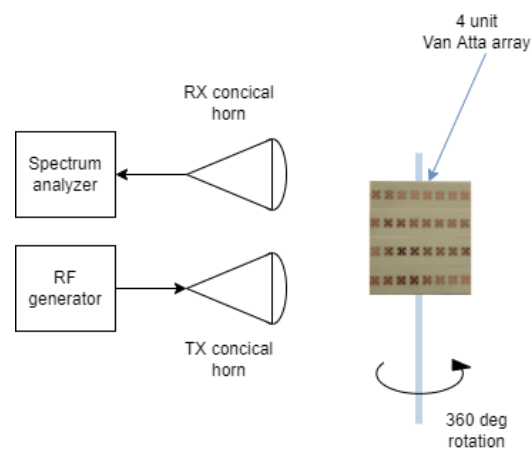 4 unit
Van Atta array
RX concical
horn
Spectrum
analyzer
RF
generator
TX concical
horn
360 deg
rotation